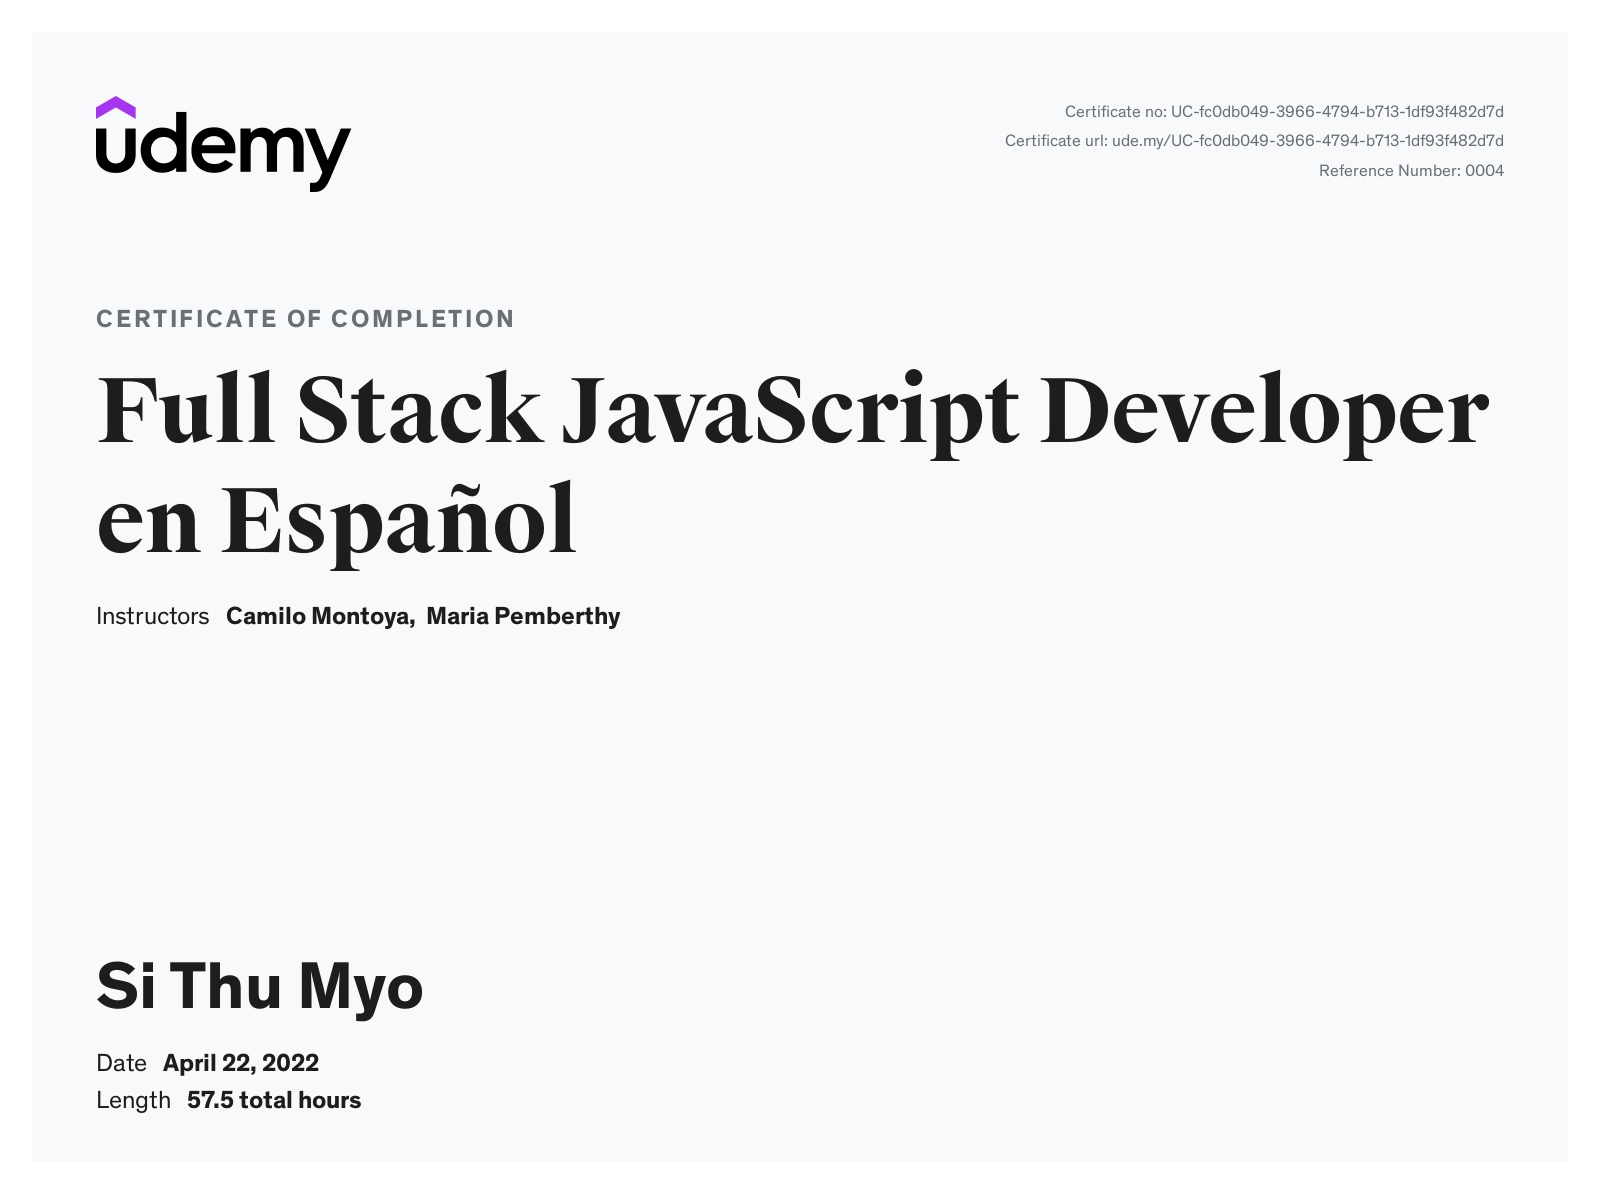 udemy
Certificate no: UC-fc0db049-3966-4794-b713-1df93f482d7d
Certificate url: ude.my/UC-fc0db049-3966-4794-b713-1df93f482d7d
Reference Number: 0004
CERTIFICATE OF COMPLETION
Full Stack JavaScript Developer
en Español
Instructors Camilo Montoya, Maria Pemberthy
Si Thu Myo
Date April 22, 2022
Length 57.5 total hours